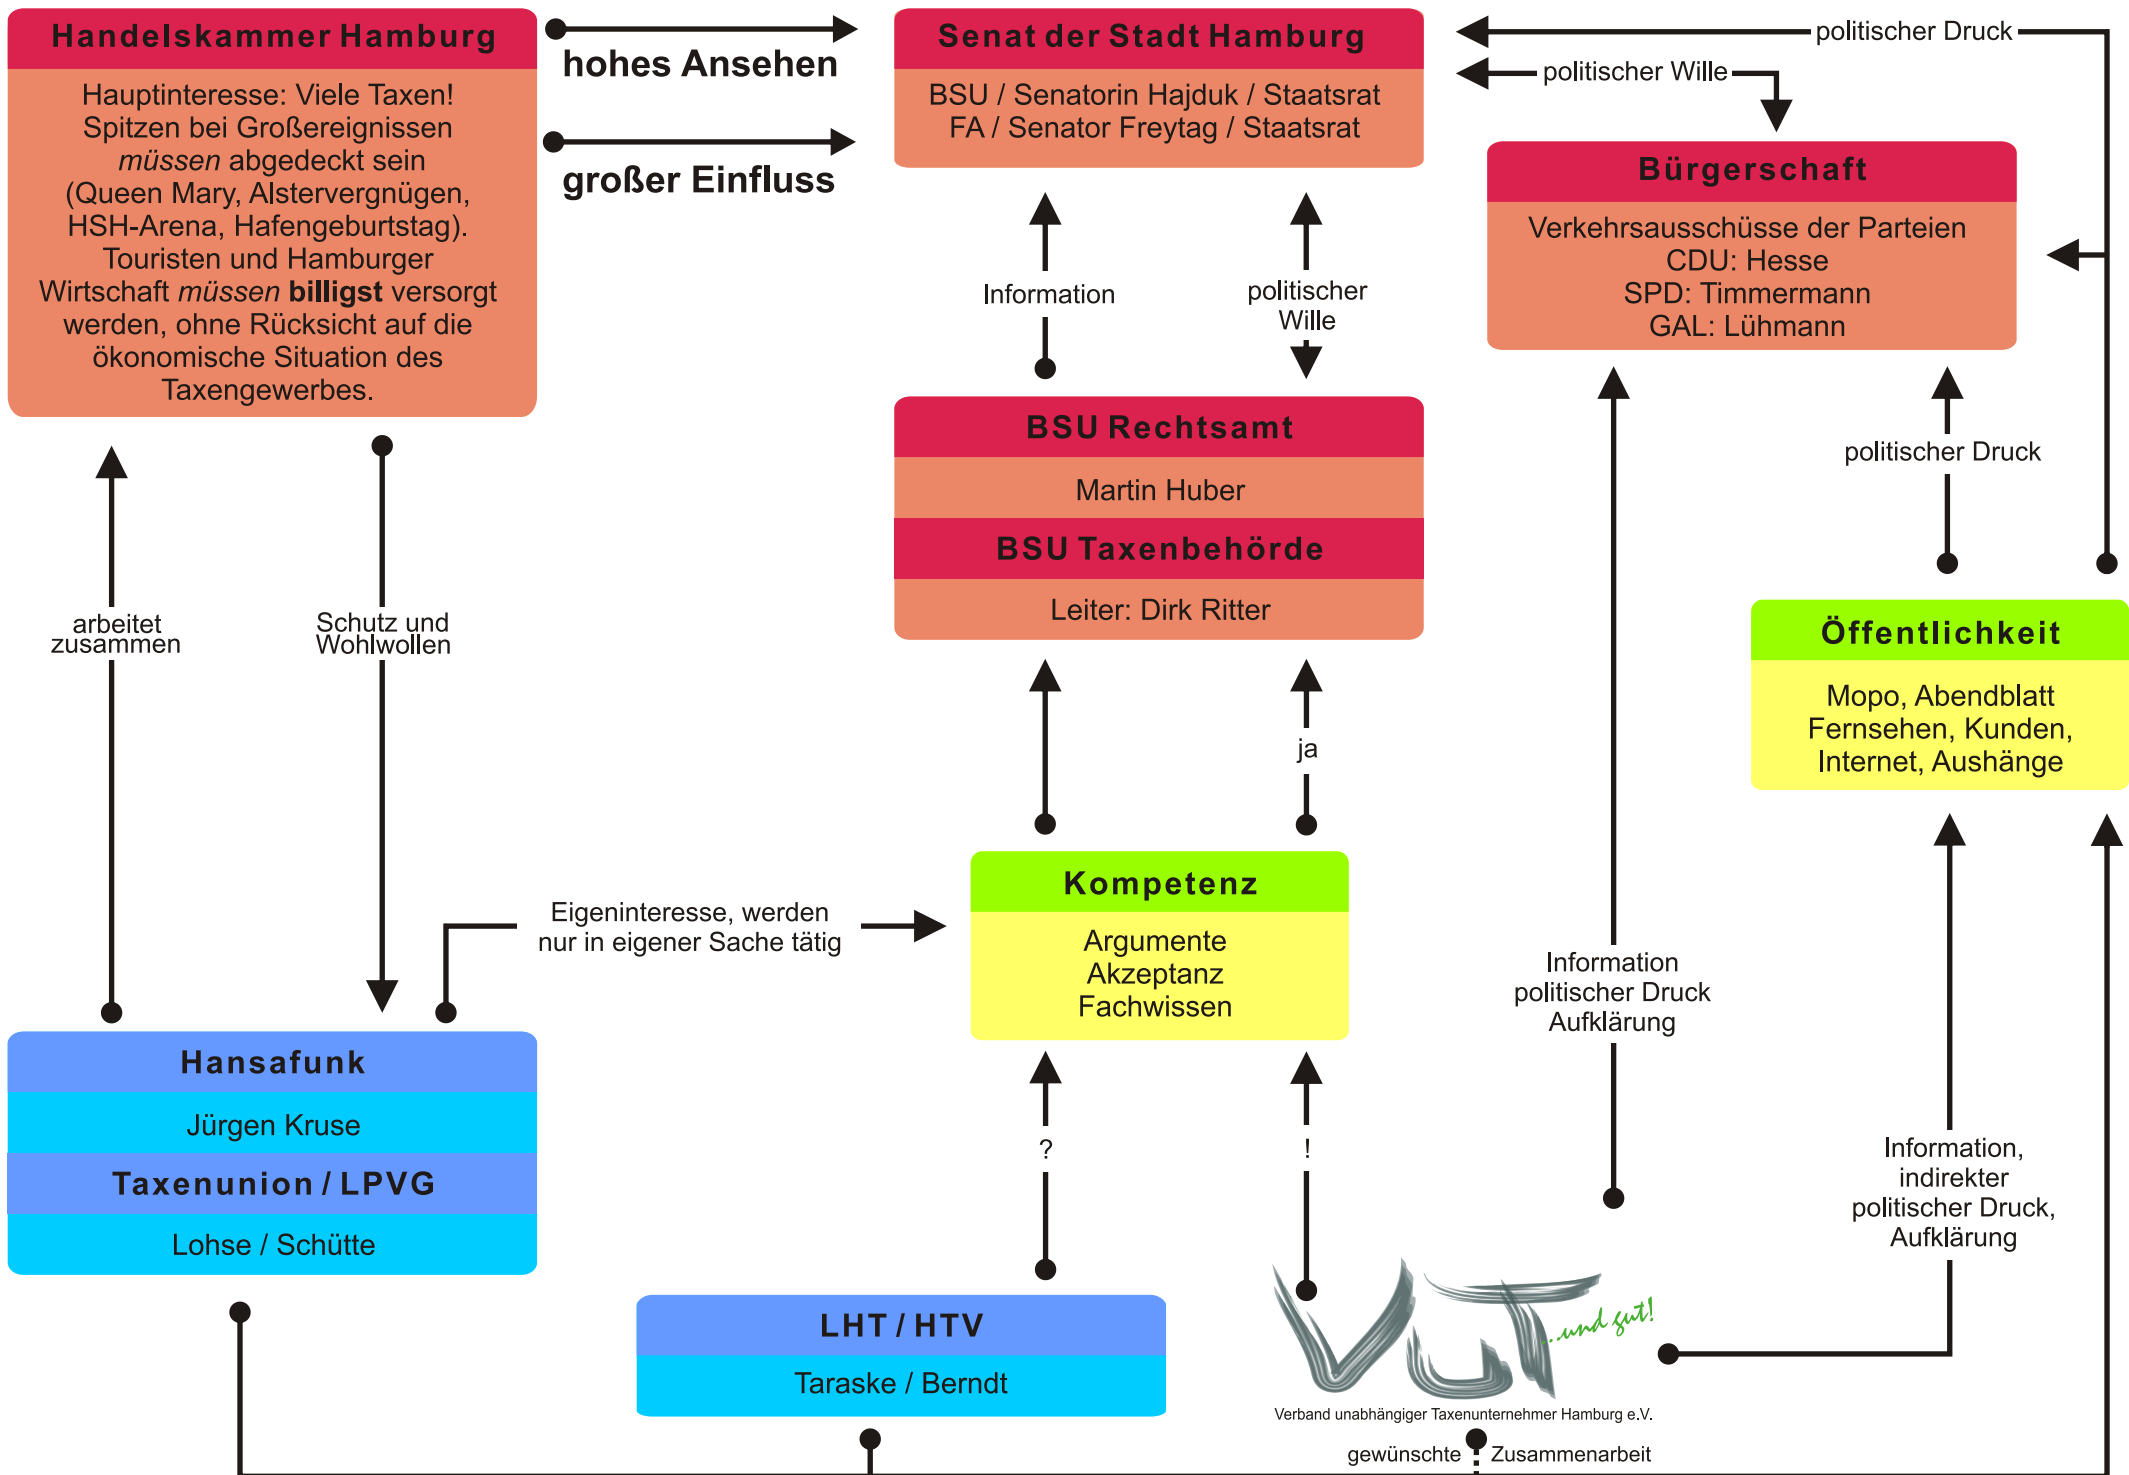 Handelskammer Hamburg
Hauptinteresse: Viele Taxen!
Spitzen bei Großereignissen
müssen abgedeckt sein
(Queen Mary, Alstervergnügen,
HSH-Arena, Hafengeburtstag).
Touristen und Hamburger
Wirtschaft müssen billigst versorgt
werden, ohne Rücksicht auf die
ökonomische Situation des
Taxengewerbes.
hohes Ansehen
großer Einfluss
Senat der Stadt Hamburg
BSU / Senatorin Hajduk / Staatsrat
FA / Senator Freytag / Staatsrat
politischer Druck
politischer Wille
Bürgerschaft
Verkehrsausschüsse der Parteien
CDU: Hesse
SPD: Timmermann
GAL: Lühmann
Information
politischer
Wille
BSU Rechtsamt
Martin Huber
BSU Taxenbehörde
Leiter: Dirk Ritter
politischer Druck
arbeitet
zusammen
Schutz und
Wohlwollen
Öffentlichkeit
Mopo, Abendblatt
Fernsehen, Kunden,
Internet, Aushänge
ja
Kompetenz
Argumente
Akzeptanz
Fachwissen
Eigeninteresse, werden
nur in eigener Sache tätig
Information
politischer Druck
Aufklärung
Hansafunk
Jürgen Kruse
Taxenunion / LPVG
Lohse / Schütte
?
!
Information,
indirekter
politischer Druck,
Aufklärung
LHT / HTV
Taraske / Berndt
VUT
...und gut!
Verband unabhängiger Taxenunternehmer Hamburg e.V.
gewünschte Zusammenarbeit